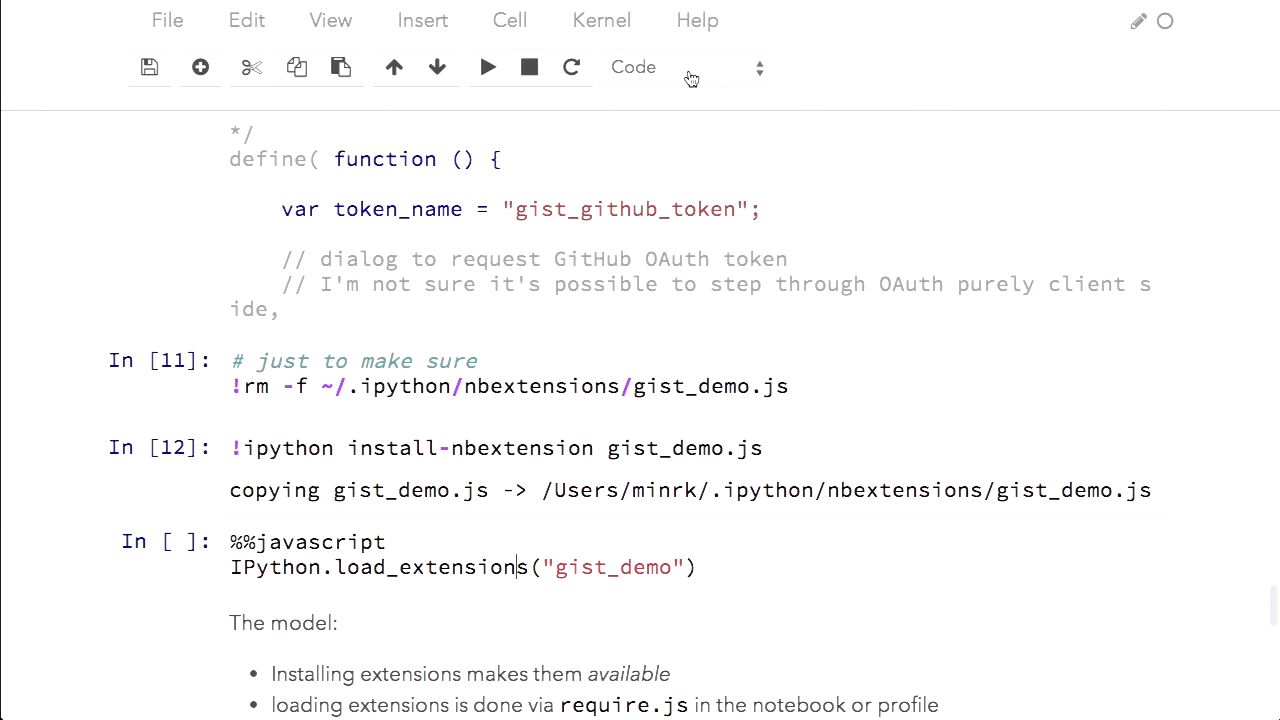 File Edit View Insert Cell Kernel Help
Code
*/
define( function () {
var token_name = "gist_github_token";
// dialog to request GitHub OAuth token
// I'm not sure it's possible to step through OAuth purely client s
ide,
In [11]: # just to make sure
!rm -f ~/.ipython/nbextensions/gist_demo.js
In [12]: !ipython install-nbextension gist_demo.js
copying gist_demo.js -> /Users/minrk/.ipython/nbextensions/gist_demo.js
In [ ]: %%javascript
IPython.load_extensions("gist_demo")
The model:
• Installing extensions makes them available
• loading extensions is done via require.js in the notebook or profile